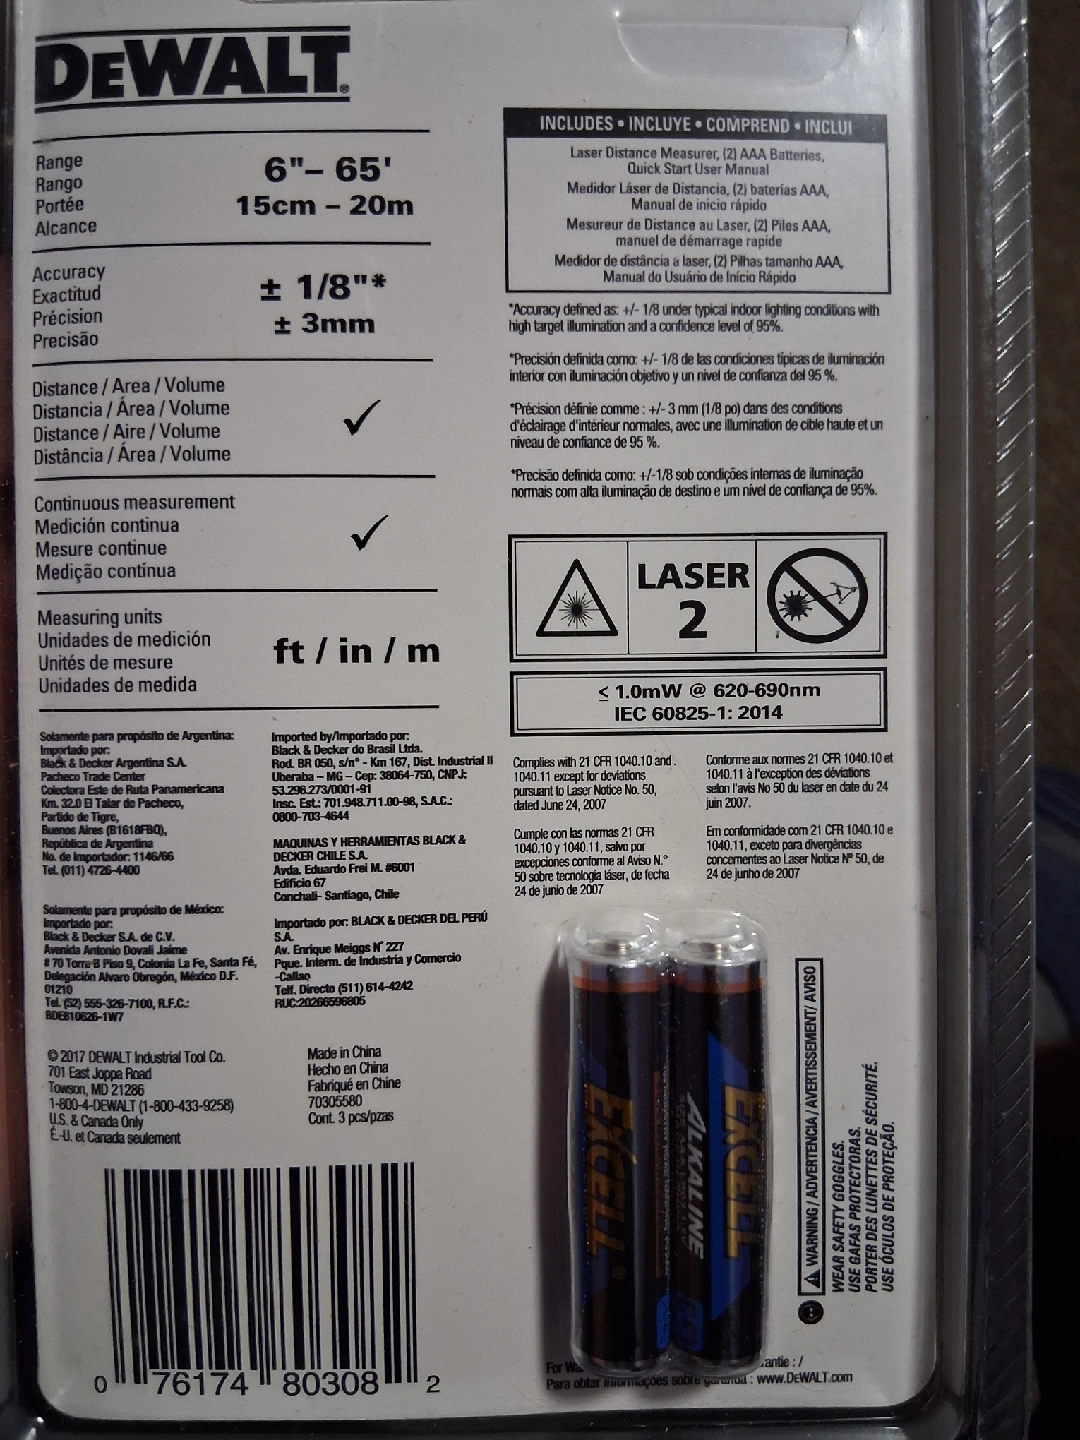 DEWALT®
Range
Rango
Portée
Alcance
6"– 65'
15cm – 20m
Accuracy
Exactitud
Précision
Precisão
± 1/8"*
± 3mm
Distance / Area / Volume
Distancia / Área / Volume
Distance / Aire / Volume
Distância / Área / Volume
✓
Continuous measurement
Medición continua
Mesure continue
Medição contínua
✓
Measuring units
Unidades de medición
Unités de mesure
Unidades de medida
ft / in / m
INCLUDES • INCLUYE • COMPREND • INCLUI
Laser Distance Measurer, (2) AAA Batteries,
Quick Start User Manual
Medidor Láser de Distancia, (2) baterías AAA,
Manual de inicio rápido
Mesureur de Distance au Laser, (2) Piles AAA,
manuel de démarrage rapide
Medidor de distância a laser, (2) Pilhas tamanho AAA,
Manual do Usuário de Início Rápido
*Accuracy defined as: +/- 1/8 under typical indoor lighting conditions with
high target illumination and a confidence level of 95%.
*Precisión definida como: +/- 1/8 de las condiciones típicas de iluminación
interior con iluminación objetivo y un nivel de confianza del 95 %.
*Précision définie comme : +/- 3 mm (1/8 po) dans des conditions
d'éclairage d'intérieur normales, avec une illumination de cible haute et un
niveau de confiance de 95 %.
*Precisão definida como: +/-1/8 sob condições internas de iluminação
normais com alta iluminação de destino e um nível de confiança de 95%.
LASER
2
≤ 1.0mW @ 620-690nm
IEC 60825-1: 2014
Complies with 21 CFR 1040.10 and
1040.11 except for deviations
pursuant to Laser Notice No. 50,
dated June 24, 2007
Conforme aux normes 21 CFR 1040.10 et
1040.11 à l'exception des déviations
selon l'avis No 50 du laser en date du 24
juin 2007.
Cumple con las normas 21 CFR
1040.10 y 1040.11, salvo por
excepciones conforme al Aviso N.°
50 sobre tecnología láser, de fecha
24 de junio de 2007
Em conformidade com 21 CFR 1040.10 e
1040.11, exceto para divergências
concernentes ao Laser Notice Nº 50, de
24 de junho de 2007
Solamente para propósito de Argentina:
Importado por:
Black & Decker Argentina S.A.
Pacheco Trade Center
Colectora Este de Ruta Panamericana
Km. 32.0 El Talar de Pacheco,
Partido de Tigre,
Buenos Aires (B1618FBQ),
República de Argentina
No. de Importador: 1146/66
Tel. (011) 4726-4400
Solamente para propósito de México:
Importado por:
Black & Decker S.A. de C.V.
Avenida Antonio Dovali Jaime
# 70 Torre B Piso 9, Colonia La Fe, Santa Fé,
Delegación Alvaro Obregón, México D.F.
01210
Tel. (52) 555-326-7100, R.F.C.:
BDE810626-1W7
Imported by/Importado por:
Black & Decker do Brasil Ltda.
Rod. BR 050, s/nº - Km 167, Dist. Industrial II
Uberaba – MG – Cep: 38064-750, CNPJ:
53.296.273/0001-91
Insc. Est.: 701.948.711.00-98, S.A.C.:
0800-703-4644
MAQUINAS Y HERRAMIENTAS BLACK &
DECKER CHILE S.A.
Avda. Eduardo Frei M. #6001
Edificio 67
Conchali- Santiago, Chile
Importado por: BLACK & DECKER DEL PERÚ
S.A.
Av. Enrique Meiggs N° 227
Pque. Interm. de Industria y Comercio
-Callao
Telf. Directo (511) 614-4242
RUC:20266596805
© 2017 DEWALT Industrial Tool Co.
701 East Joppa Road
Towson, MD 21286
1-800-4-DEWALT (1-800-433-9258)
U.S. & Canada Only
É.-U. et Canada seulement
Made in China
Hecho en China
Fabriqué en Chine
70305580
Cont. 3 pcs/pzas
0 76174 80308 2
EXCELL ®
EXCELL
ALKALINE
WARNING / ADVERTENCIA / AVERTISSEMENT/ AVISO
WEAR SAFETY GOGGLES.
USE GAFAS PROTECTORAS.
PORTER DES LUNETTES DE SÉCURITÉ.
USE ÓCULOS DE PROTEÇÃO.
For
Para obter informações sobre garantia : www.DEWALT.com